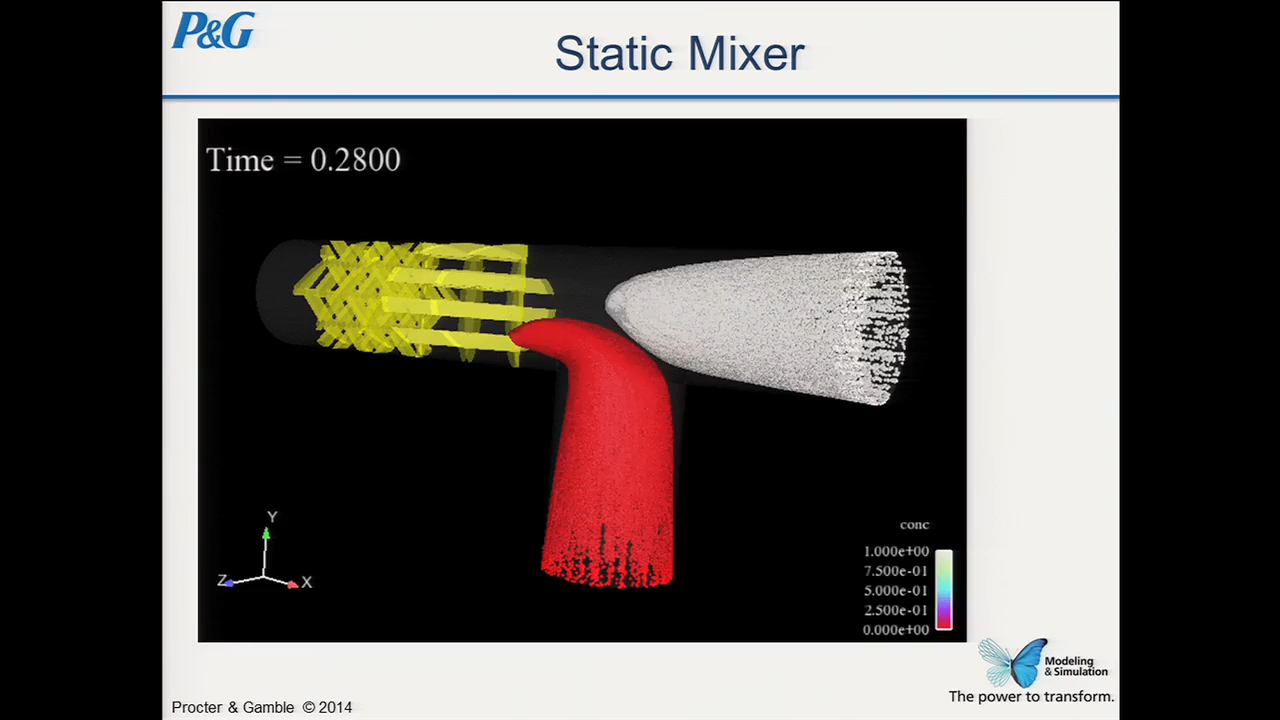 P&G
Static Mixer
Time = 0.2800
Y
Z
X
conc
1.000e+00
7.500e-01
5.000e-01
2.500e-01
0.000e+00
Modeling
& Simulation
The power to transform.
Procter & Gamble © 2014